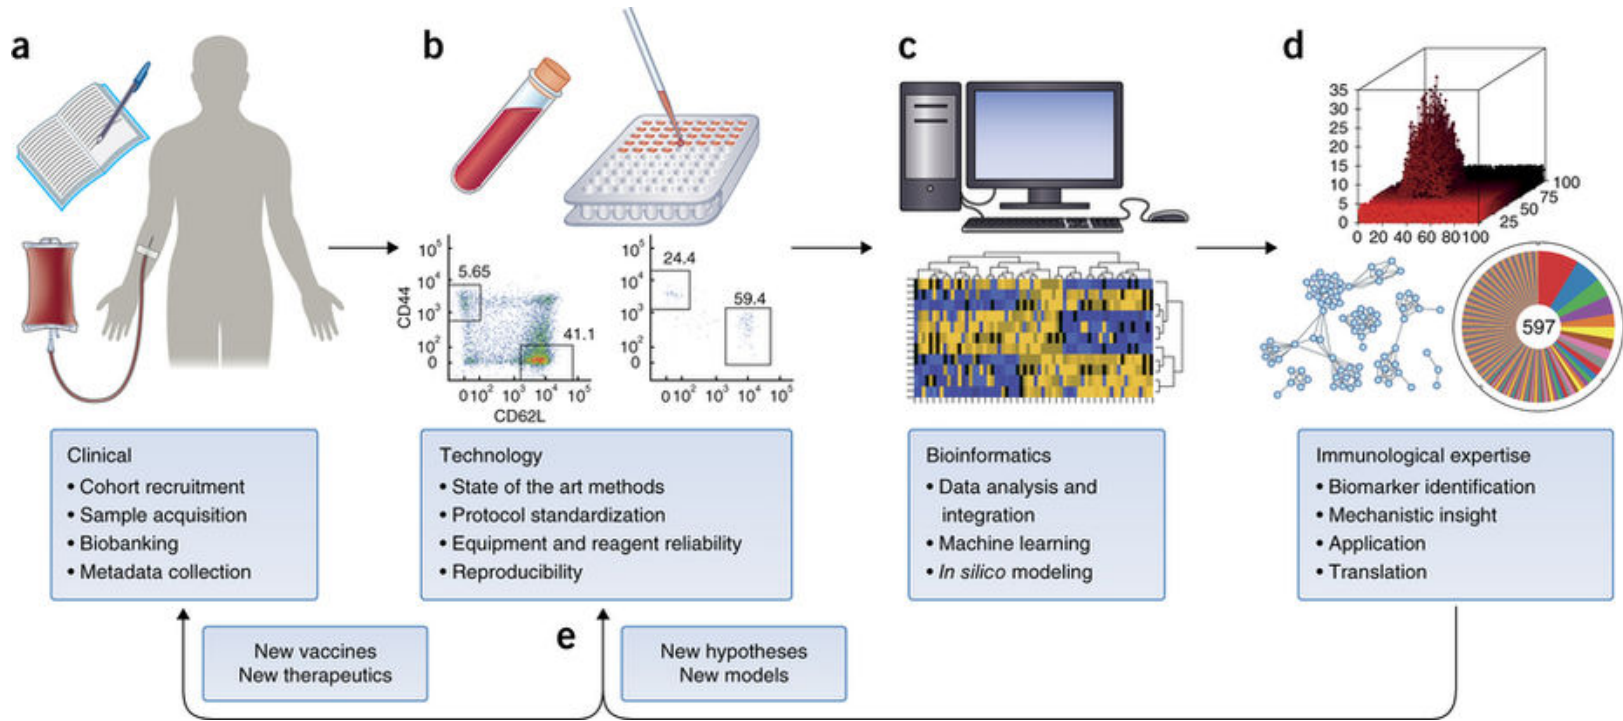 a
b
c
d
10⁵
10⁴
10³
10²
0
CD44
5.65
41.1
0 10² 10³ 10⁴ 10⁵
CD62L
10⁵
10⁴
10³
10²
0
24.4
59.4
0 10² 10³ 10⁴ 10⁵
35
30
25
20
15
10
5
0
0 20 40 60 80 100
25 50 75 100
597
Clinical
• Cohort recruitment
• Sample acquisition
• Biobanking
• Metadata collection
Technology
• State of the art methods
• Protocol standardization
• Equipment and reagent reliability
• Reproducibility
Bioinformatics
• Data analysis and
integration
• Machine learning
• In silico modeling
Immunological expertise
• Biomarker identification
• Mechanistic insight
• Application
• Translation
New vaccines
New therapeutics
e
New hypotheses
New models